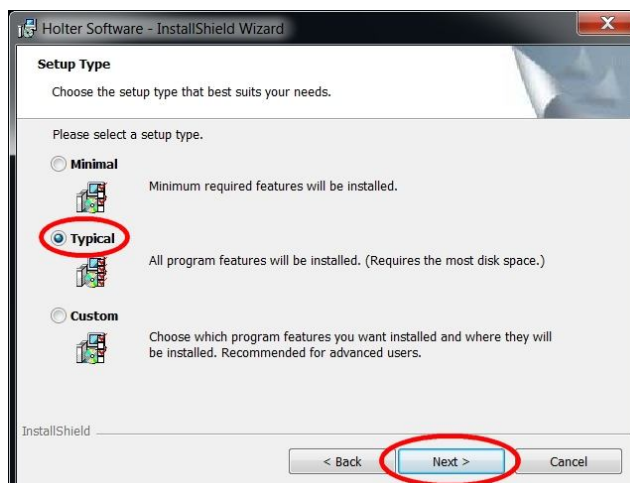 Holter Software - InstallShield Wizard
Setup Type
Choose the setup type that best suits your needs.
Please select a setup type.
Minimal
Minimum required features will be installed.
Typical
All program features will be installed. (Requires the most disk space.)
Custom
Choose which program features you want installed and where they will
be installed. Recommended for advanced users.
InstallShield
< Back Next > Cancel